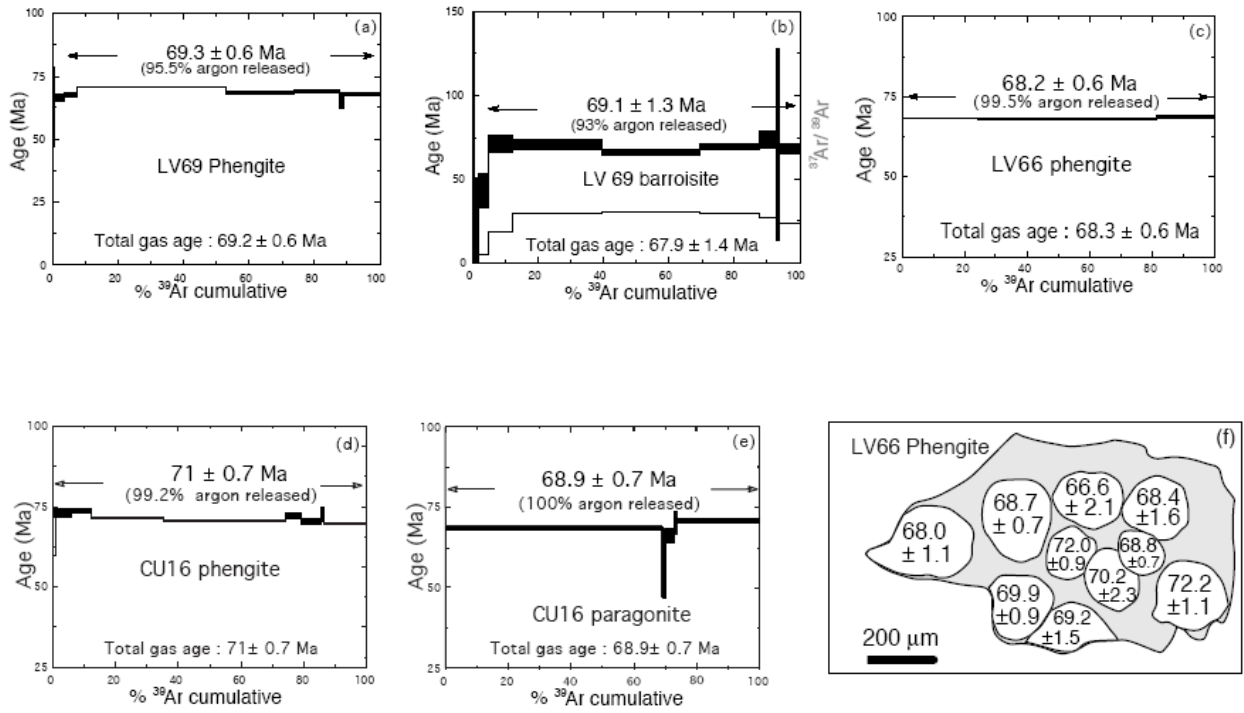 (a)
100
75
50
25
0
Age (Ma)
69.3 ± 0.6 Ma
(95.5% argon released)
LV69 Phengite
Total gas age : 69.2 ± 0.6 Ma
0 20 40 60 80 100
% ³⁹Ar cumulative
(b)
150
100
50
0
Age (Ma)
69.1 ± 1.3 Ma
(93% argon released)
LV 69 barroisite
Total gas age : 67.9 ± 1.4 Ma
³⁷Ar/ ³⁹Ar
0 20 40 60 80 100
% ³⁹Ar cumulative
(c)
100
75
50
25
Age (Ma)
68.2 ± 0.6 Ma
(99.5% argon released)
LV66 phengite
Total gas age : 68.3 ± 0.6 Ma
0 20 40 60 80 100
% ³⁹Ar cumulative
(d)
100
75
50
25
Age (Ma)
71 ± 0.7 Ma
(99.2% argon released)
CU16 phengite
Total gas age : 71± 0.7 Ma
0 20 40 60 80 100
% ³⁹Ar cumulative
(e)
100
75
50
25
Age (Ma)
68.9 ± 0.7 Ma
(100% argon released)
CU16 paragonite
Total gas age : 68.9± 0.7 Ma
0 20 40 60 80 100
% ³⁹Ar cumulative
(f)
LV66 Phengite
68.0
± 1.1
68.7
± 0.7
66.6
± 2.1
68.4
±1.6
72.0
±0.9
68.8
±0.7
70.2
±2.3
72.2
±1.1
69.9
±0.9
69.2
±1.5
200 µm